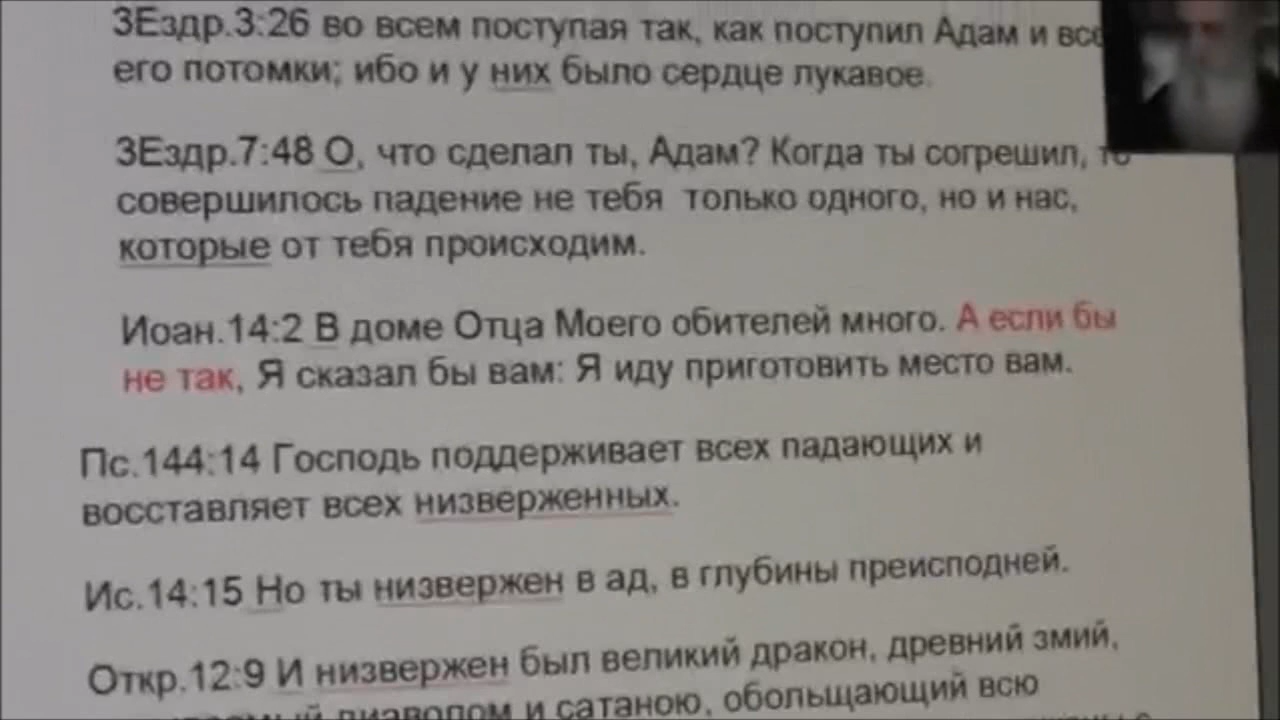 3Ездр.3:26 во всем поступая так, как поступил Адам и все
его потомки; ибо и у них было сердце лукавое.
3Ездр.7:48 О, что сделал ты, Адам? Когда ты согрешил, то
совершилось падение не тебя только одного, но и нас,
которые от тебя происходим.
Иоан.14:2 В доме Отца Моего обителей много. А если бы
не так, Я сказал бы вам: Я иду приготовить место вам.
Пс.144:14 Господь поддерживает всех падающих и
восставляет всех низверженных.
Ис.14:15 Но ты низвержен в ад, в глубины преисподней.
Откр.12:9 И низвержен был великий дракон, древний змий,
диаволом и сатаною, обольщающий всю